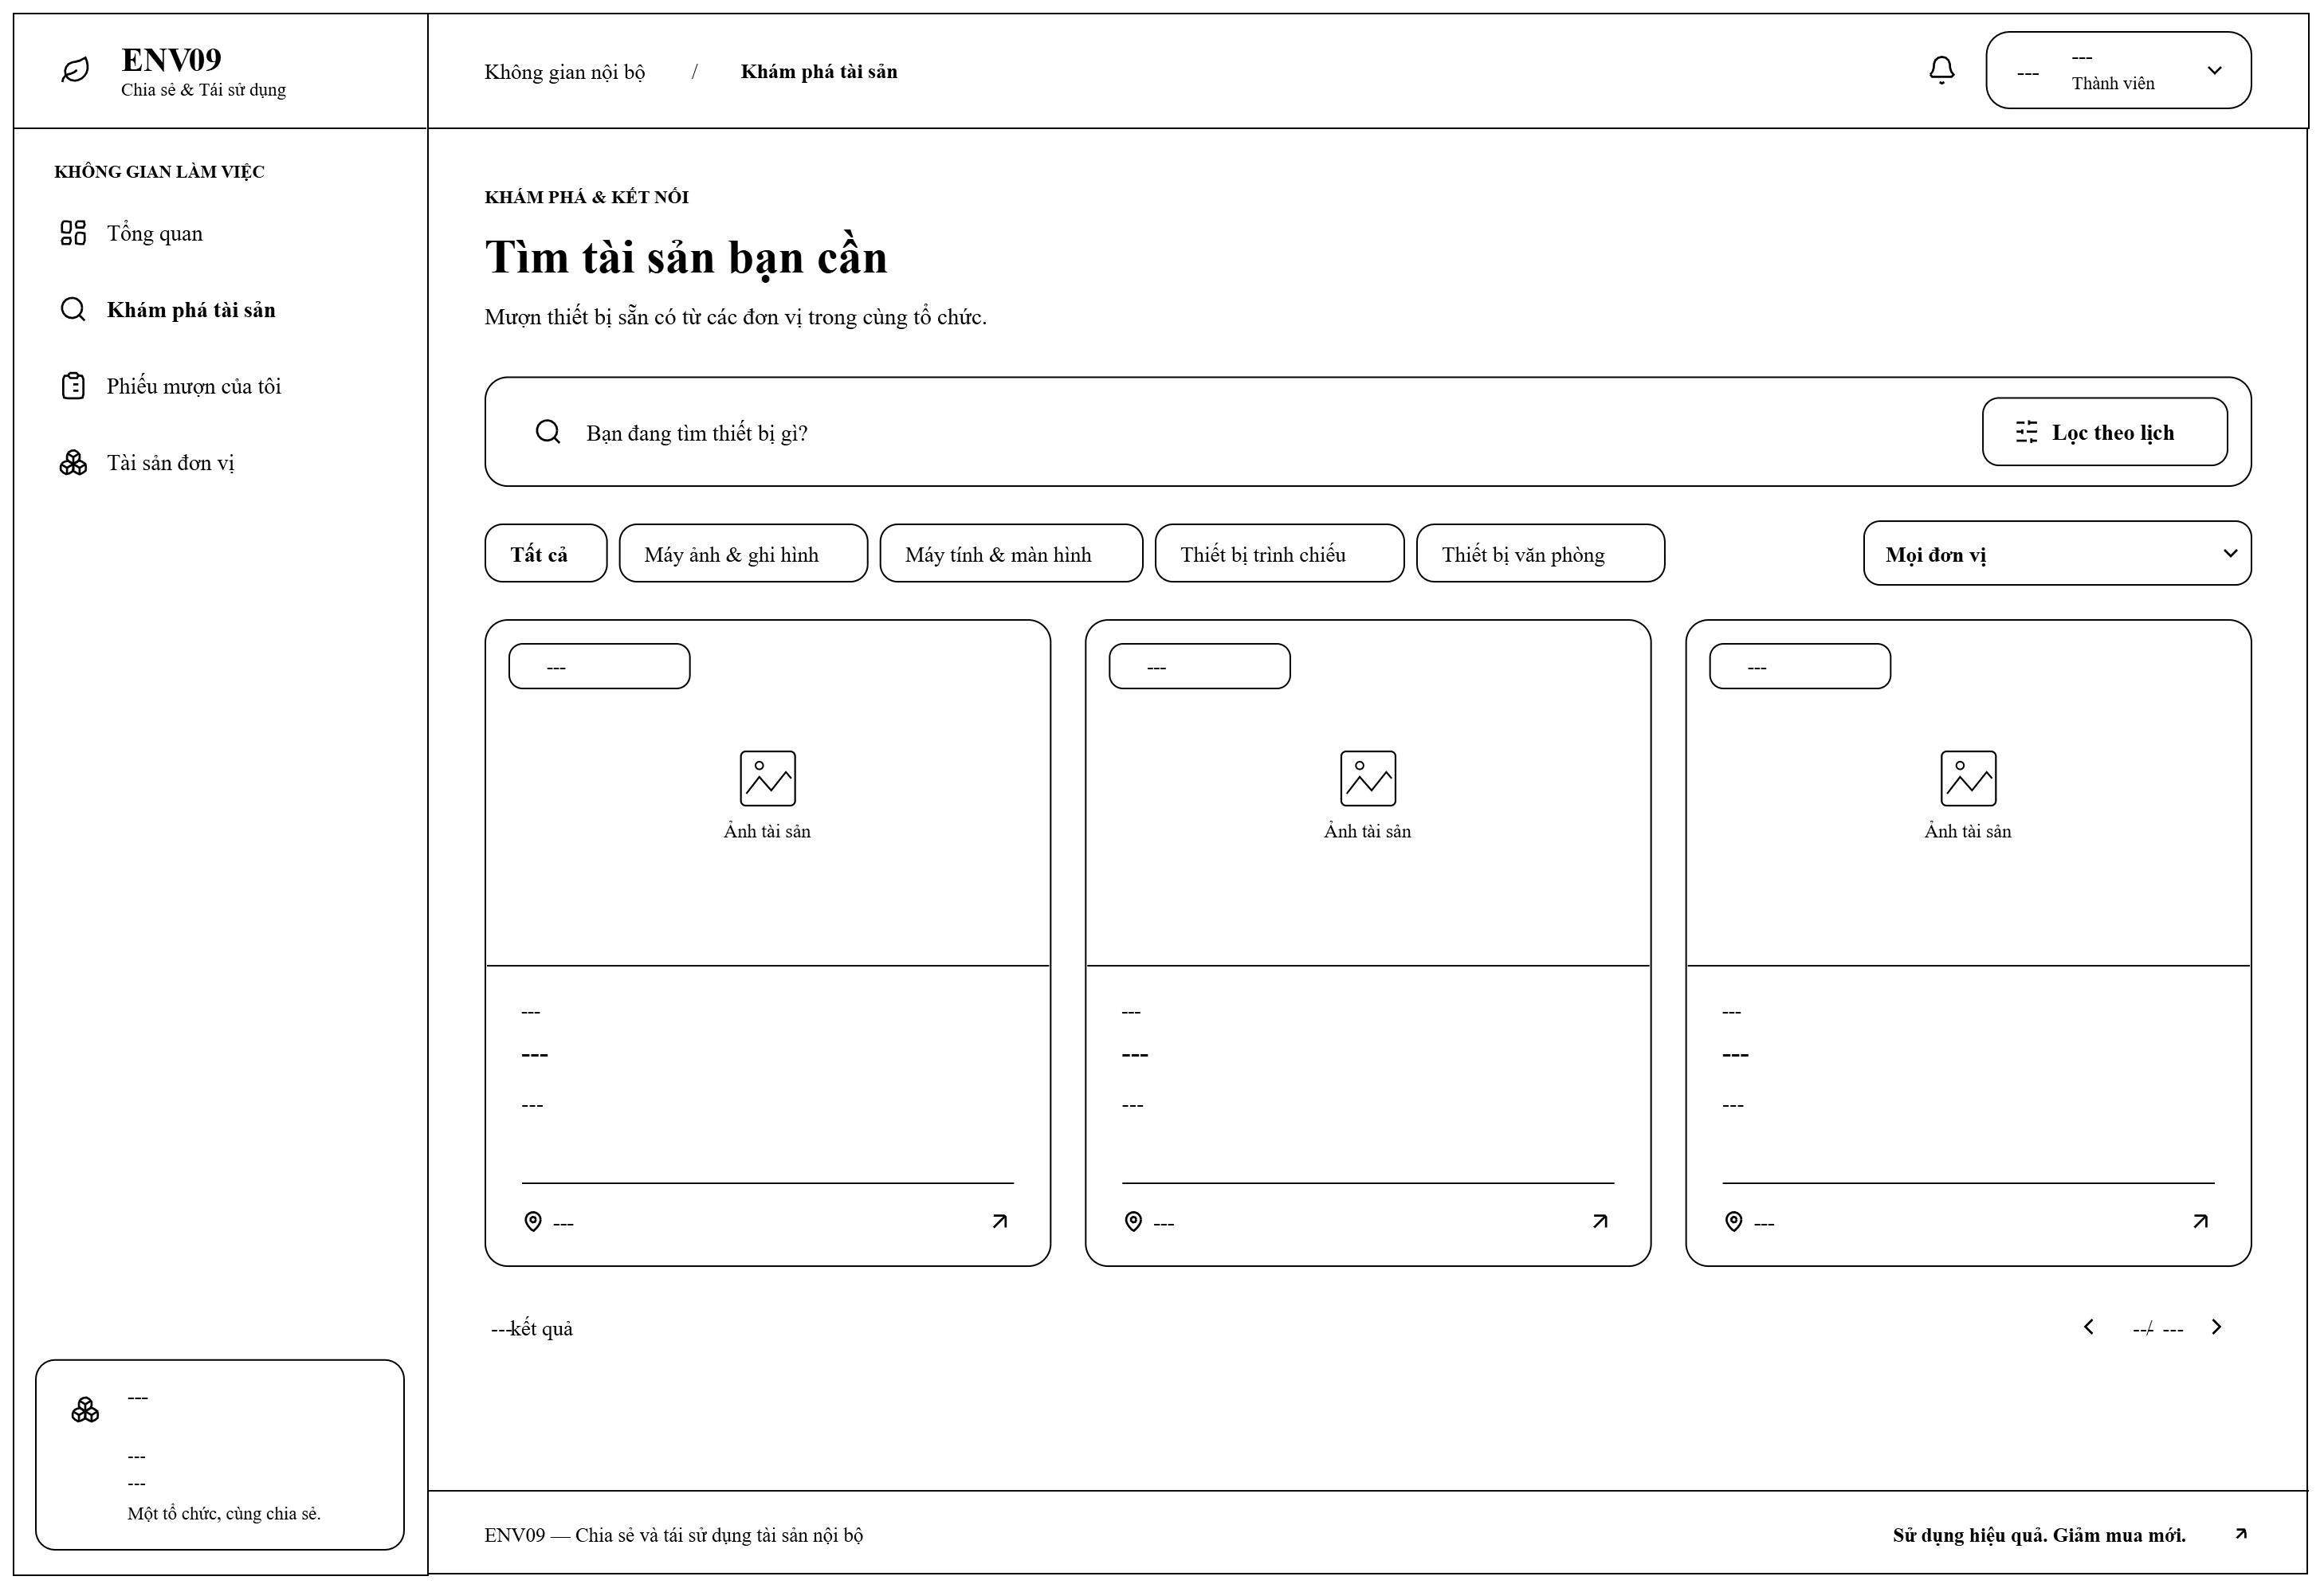 ENV09
Chia sẻ & Tái sử dụng
Không gian nội bộ / Khám phá tài sản
---
---
Thành viên
KHÔNG GIAN LÀM VIỆC
Tổng quan
Khám phá tài sản
Phiếu mượn của tôi
Tài sản đơn vị
KHÁM PHÁ & KẾT NỐI
Tìm tài sản bạn cần
Mượn thiết bị sẵn có từ các đơn vị trong cùng tổ chức.
Bạn đang tìm thiết bị gì?
Lọc theo lịch
Tất cả
Máy ảnh & ghi hình
Máy tính & màn hình
Thiết bị trình chiếu
Thiết bị văn phòng
Mọi đơn vị
---
Ảnh tài sản
---
---
---
---
---
Ảnh tài sản
---
---
---
---
---
Ảnh tài sản
---
---
---
---
---kết quả
--/ ---
---
---
---
Một tổ chức, cùng chia sẻ.
ENV09 — Chia sẻ và tái sử dụng tài sản nội bộ
Sử dụng hiệu quả. Giảm mua mới.